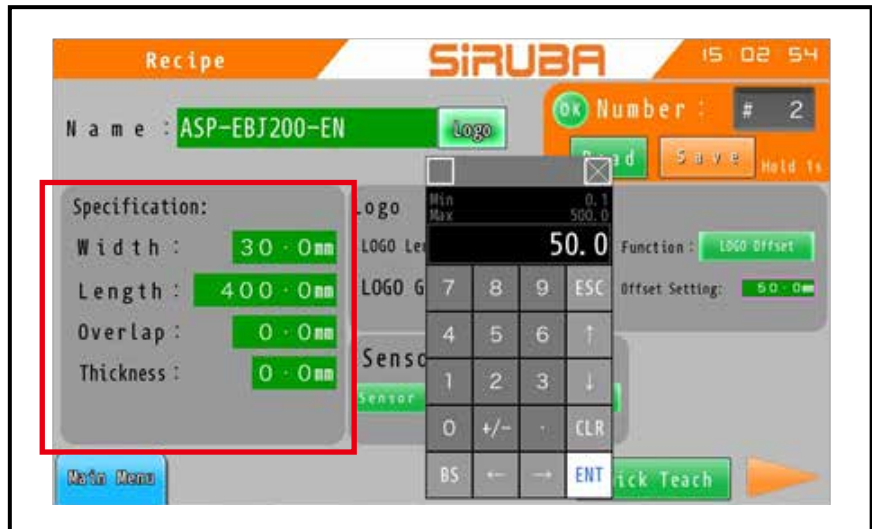 Recipe
SiRUBA
15 02 54
Name : ASP-EBJ200-EN
Logo
OK Number : # 2
Save
Hold 1s
Specification:
Width : 30.0mm
Length : 400.0mm
Overlap : 0.0mm
Thickness : 0.0mm
Min 0.1
Max 500.0
50.0
LOGO
LOGO G
Function : LOGO Offset
Offset Setting: 50.0mm
7 8 9 ESC
4 5 6 ↑
1 2 3 ↓
0 +/- . CLR
BS ← → ENT
Sensor
Main Menu
Teach